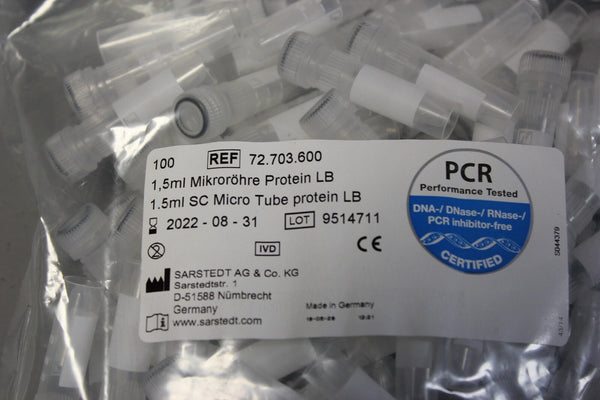 100 REF 72.703.600
1,5ml Mikroröhre Protein LB
1.5ml SC Micro Tube protein LB
2022 - 08 - 31 LOT 9514711
2
IVD CE
SARSTEDT AG & Co. KG
Sarstedtstr. 1
D-51588 Nümbrecht
Germany
www.sarstedt.com
Made in Germany
PCR
Performance Tested
DNA-/ DNase-/ RNase-/
PCR inhibitor-free
CERTIFIED